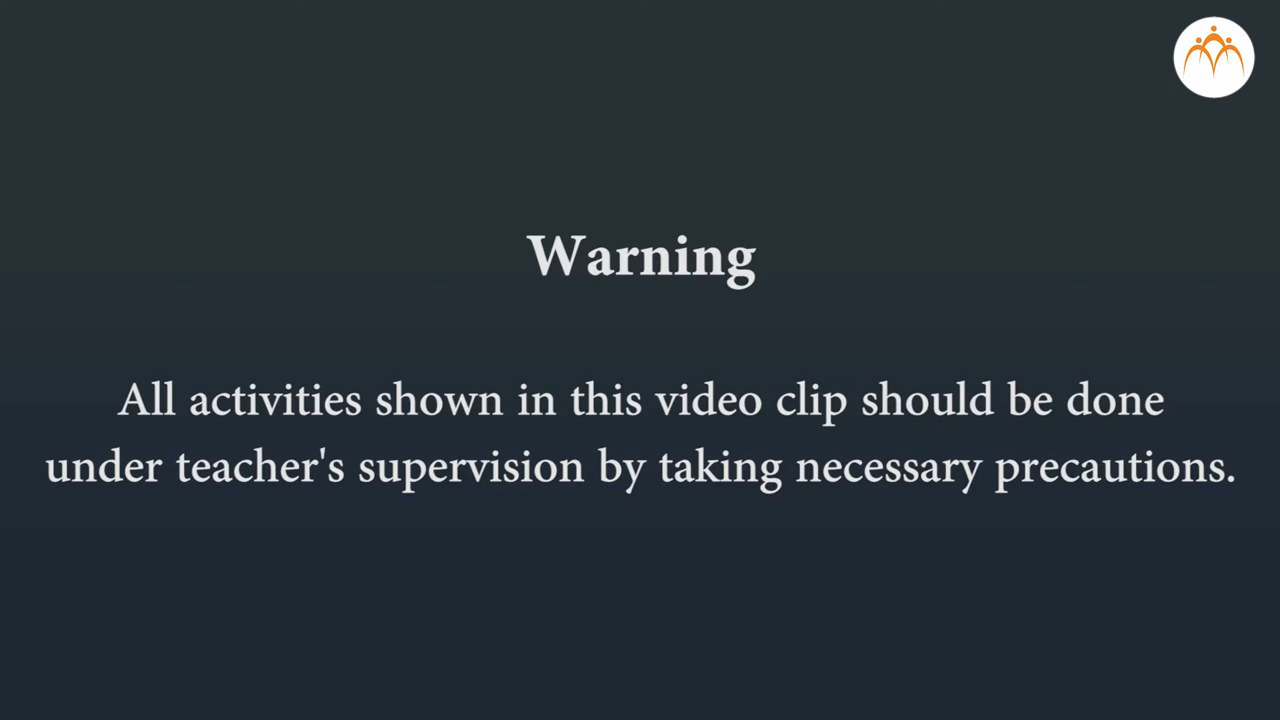 Warning
All activities shown in this video clip should be done
under teacher's supervision by taking necessary precautions.